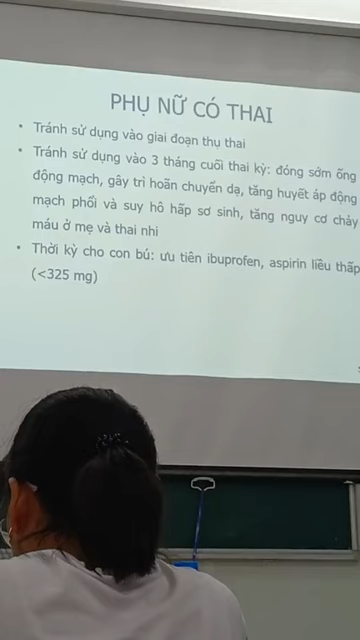 PHỤ NỮ CÓ THAI
• Tránh sử dụng vào giai đoạn thụ thai
• Tránh sử dụng vào 3 tháng cuối thai kỳ: đóng sớm ống
động mạch, gây trì hoãn chuyển dạ, tăng huyết áp động
mạch phổi và suy hô hấp sơ sinh, tăng nguy cơ chảy
máu ở mẹ và thai nhi
• Thời kỳ cho con bú: ưu tiên ibuprofen, aspirin liều thấp
(<325 mg)